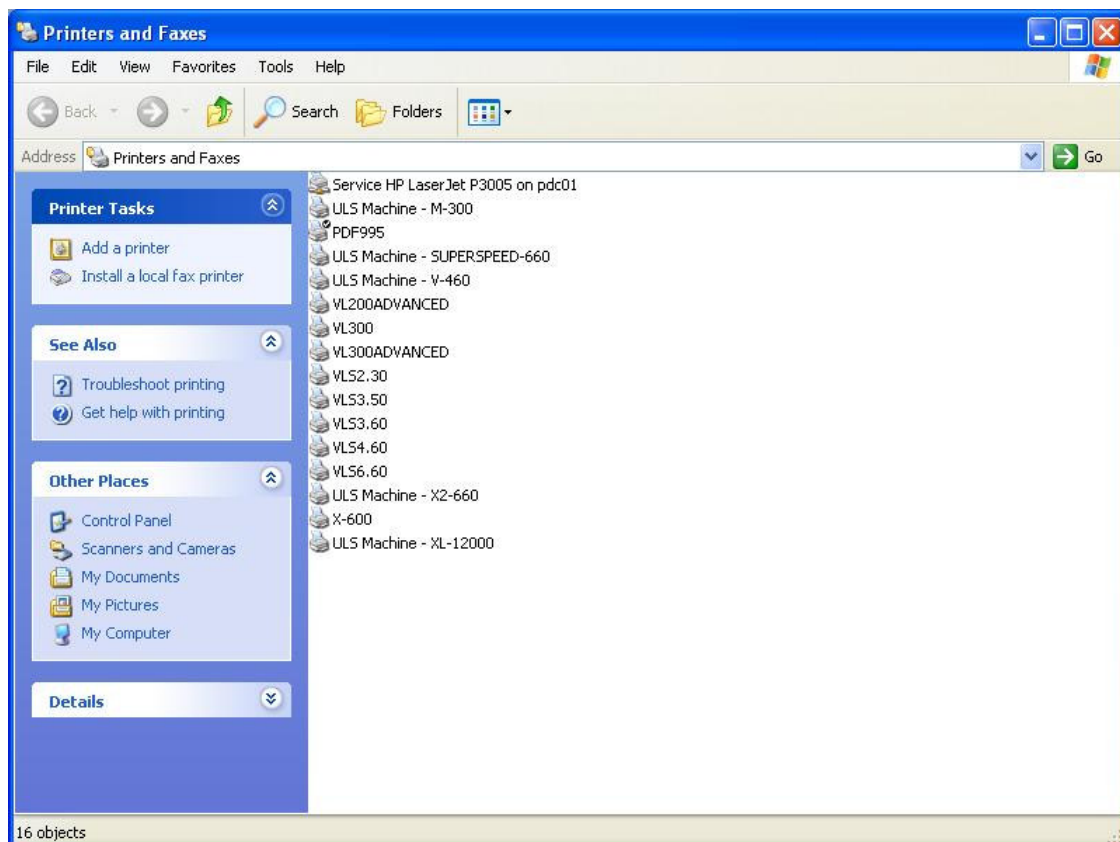 Printers and Faxes
File Edit View Favorites Tools Help
Back Search Folders
Address Printers and Faxes Go
Printer Tasks
Add a printer
Install a local fax printer
See Also
Troubleshoot printing
Get help with printing
Other Places
Control Panel
Scanners and Cameras
My Documents
My Pictures
My Computer
Details
Service HP LaserJet P3005 on pdc01
ULS Machine - M-300
PDF995
ULS Machine - SUPERSPEED-660
ULS Machine - V-460
VL200ADVANCED
VL300
VL300ADVANCED
VLS2.30
VLS3.50
VLS3.60
VLS4.60
VLS6.60
ULS Machine - X2-660
X-600
ULS Machine - XL-12000
16 objects